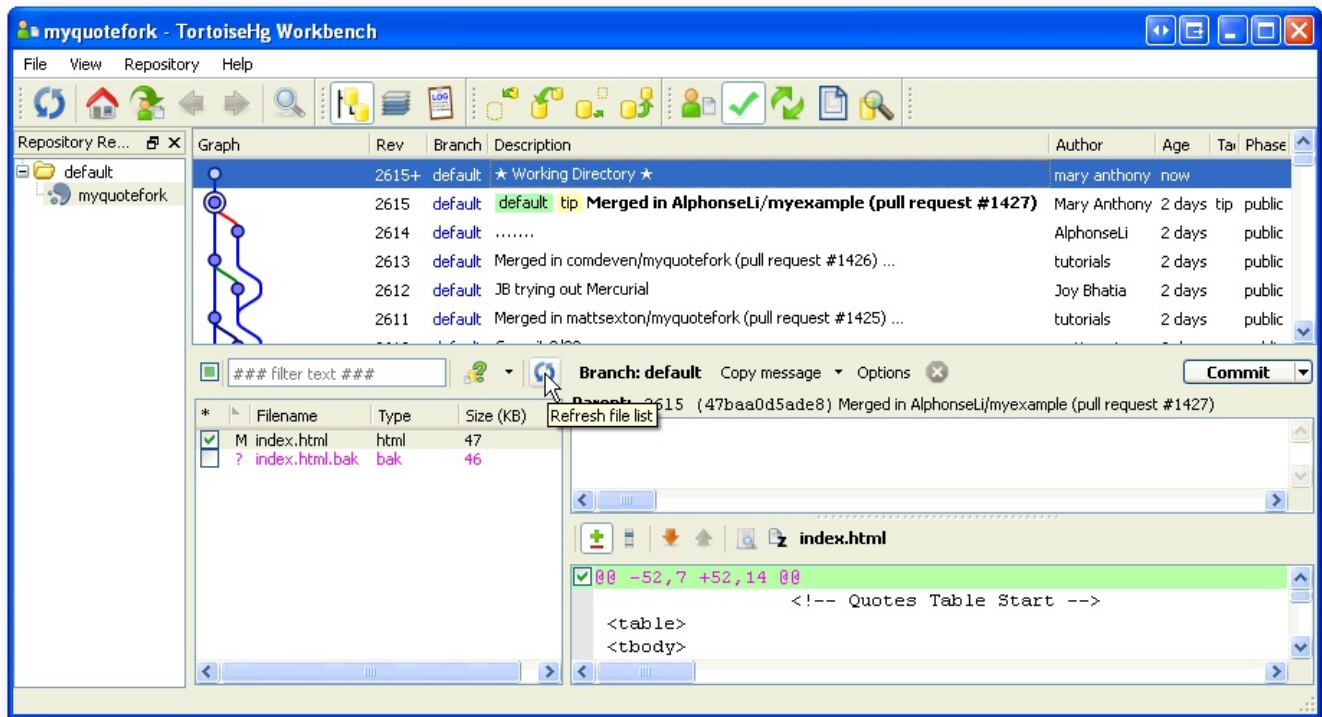 myquotefork - TortoiseHg Workbench
File View Repository Help
LOG
Repository Re...
default
myquotefork
Graph Rev Branch Description Author Age Tag Phase
2615+ default ★ Working Directory ★ mary anthony now
2615 default default tip Merged in AlphonseLi/myexample (pull request #1427) Mary Anthony 2 days tip public
2614 default ....... AlphonseLi 2 days public
2613 default Merged in comdeven/myquotefork (pull request #1426) ... tutorials 2 days public
2612 default JB trying out Mercurial Joy Bhatia 2 days public
2611 default Merged in mattsexton/myquotefork (pull request #1425) ... tutorials 2 days public
### filter text ###
Branch: default Copy message Options Commit
2615 (47baa0d5ade8) Merged in AlphonseLi/myexample (pull request #1427)
Refresh file list
* Filename Type Size (KB)
M index.html html 47
? index.html.bak bak 46
index.html
@@ -52,7 +52,14 @@
<!-- Quotes Table Start -->
<table>
<tbody>